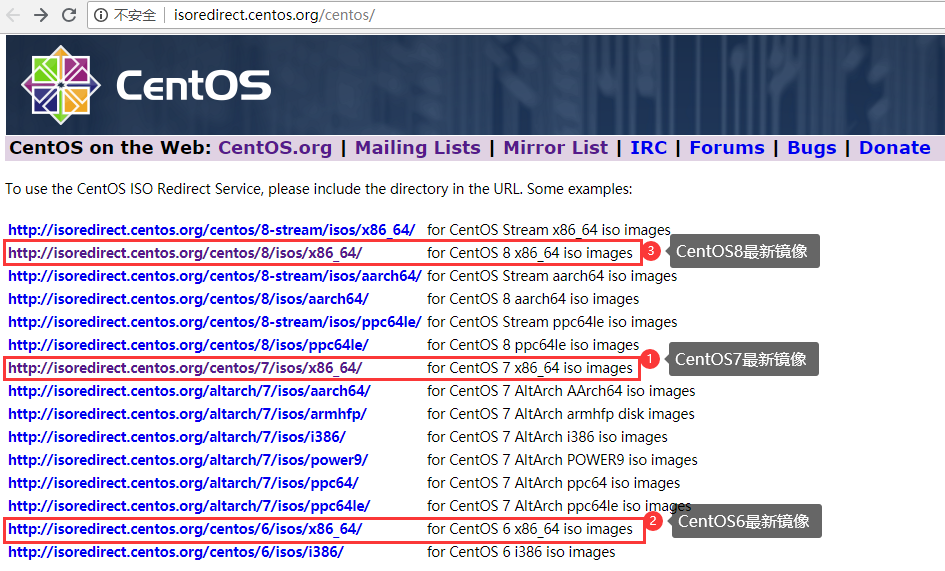 不安全 | isoredirect.centos.org/centos/
CentOS
CentOS on the Web: CentOS.org | Mailing Lists | Mirror List | IRC | Forums | Bugs | Donate
To use the CentOS ISO Redirect Service, please include the directory in the URL. Some examples:
http://isoredirect.centos.org/centos/8-stream/isos/x86_64/ for CentOS Stream x86_64 iso images
http://isoredirect.centos.org/centos/8/isos/x86_64/ for CentOS 8 x86_64 iso images 3 CentOS8最新镜像
http://isoredirect.centos.org/centos/8-stream/isos/aarch64/ for CentOS Stream aarch64 iso images
http://isoredirect.centos.org/centos/8/isos/aarch64/ for CentOS 8 aarch64 iso images
http://isoredirect.centos.org/centos/8-stream/isos/ppc64le/ for CentOS Stream ppc64le iso images
http://isoredirect.centos.org/centos/8/isos/ppc64le/ for CentOS 8 ppc64le iso images
http://isoredirect.centos.org/centos/7/isos/x86_64/ for CentOS 7 x86_64 iso images 1 CentOS7最新镜像
http://isoredirect.centos.org/altarch/7/isos/aarch64/ for CentOS 7 AltArch AArch64 iso images
http://isoredirect.centos.org/altarch/7/isos/armhfp/ for CentOS 7 AltArch armhfp disk images
http://isoredirect.centos.org/altarch/7/isos/i386/ for CentOS 7 AltArch i386 iso images
http://isoredirect.centos.org/altarch/7/isos/power9/ for CentOS 7 AltArch POWER9 iso images
http://isoredirect.centos.org/altarch/7/isos/ppc64/ for CentOS 7 AltArch ppc64 iso images
http://isoredirect.centos.org/altarch/7/isos/ppc64le/ for CentOS 7 AltArch ppc64le iso images
http://isoredirect.centos.org/centos/6/isos/x86_64/ for CentOS 6 x86_64 iso images 2 CentOS6最新镜像
http://isoredirect.centos.org/centos/6/isos/i386/ for CentOS 6 i386 iso images